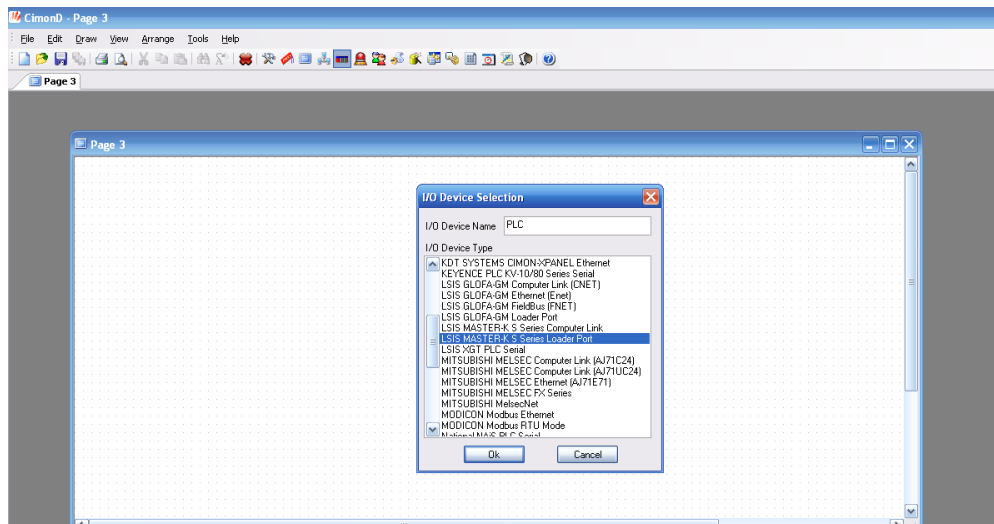 CimonD - Page 3
File Edit Draw View Arrange Tools Help
Page 3
Page 3
I/O Device Selection
I/O Device Name PLC
I/O Device Type
KDT SYSTEMS CIMON-XPANEL Ethernet
KEYENCE PLC KV-10/80 Series Serial
LSIS GLOFA-GM Computer Link (CNET)
LSIS GLOFA-GM Ethernet (Enet)
LSIS GLOFA-GM FieldBus (FNET)
LSIS GLOFA-GM Loader Port
LSIS MASTER-K S Series Computer Link
LSIS MASTER-K S Series Loader Port
LSIS XGT PLC Serial
MITSUBISHI MELSEC Computer Link (AJ71C24)
MITSUBISHI MELSEC Computer Link (AJ71UC24)
MITSUBISHI MELSEC Ethernet (AJ71E71)
MITSUBISHI MELSEC FX Series
MITSUBISHI MelsecNet
MODICON Modbus Ethernet
MODICON Modbus RTU Mode
National NAiS PLC Serial
Ok Cancel